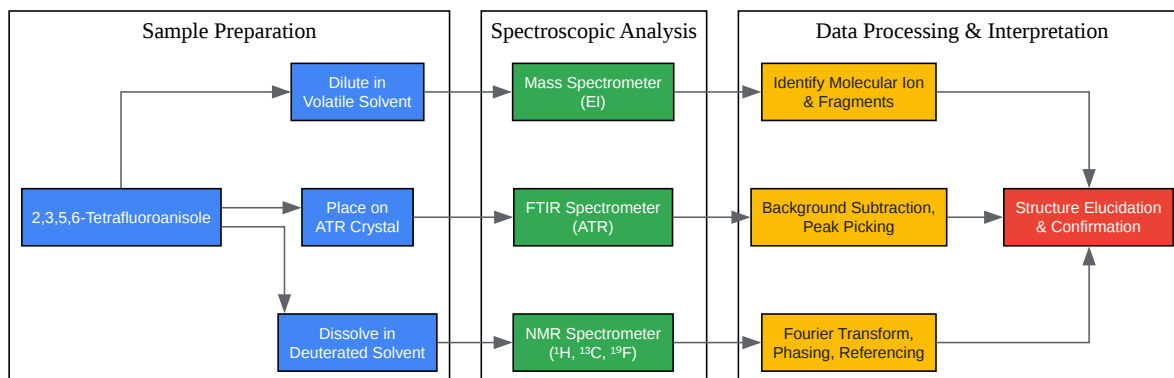 Sample Preparation
Spectroscopic Analysis
Data Processing & Interpretation
Dilute in
Volatile Solvent
Mass Spectrometer
(EI)
Identify Molecular Ion
& Fragments
2,3,5,6-Tetrafluoroanisole
Place on
ATR Crystal
FTIR Spectrometer
(ATR)
Background Subtraction,
Peak Picking
Structure Elucidation
& Confirmation
Dissolve in
Deuterated Solvent
NMR Spectrometer
(¹H, ¹³C, ¹⁹F)
Fourier Transform,
Phasing, Referencing